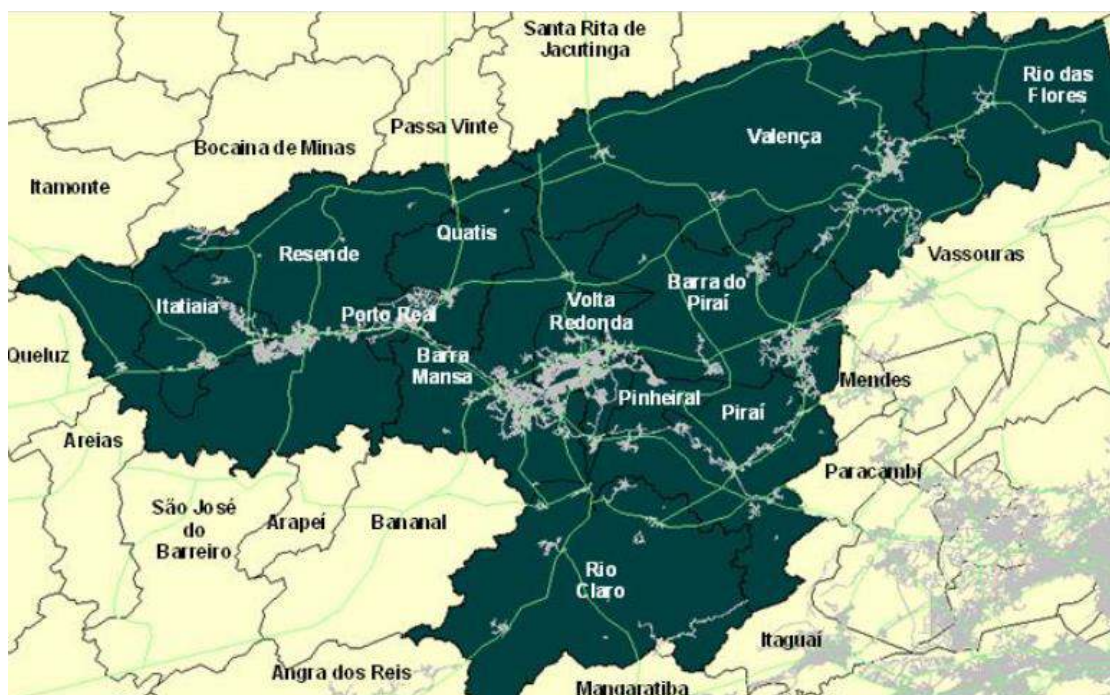 Santa Rita de
Jacutinga
Rio das
Flores
Passa Vinte
Valença
Bocaina de Minas
Itamonte
Quatis
Resende
Vassouras
Barra do
Piraí
Itatiaia
Porto Real
Volta
Redonda
Queluz
Barra
Mansa
Mendes
Pinheiral
Piraí
Areias
Paracambí
São José
do
Barreiro
Arapeí
Bananal
Rio
Claro
Itaguaí
Angra dos Reis
Mangaratiba